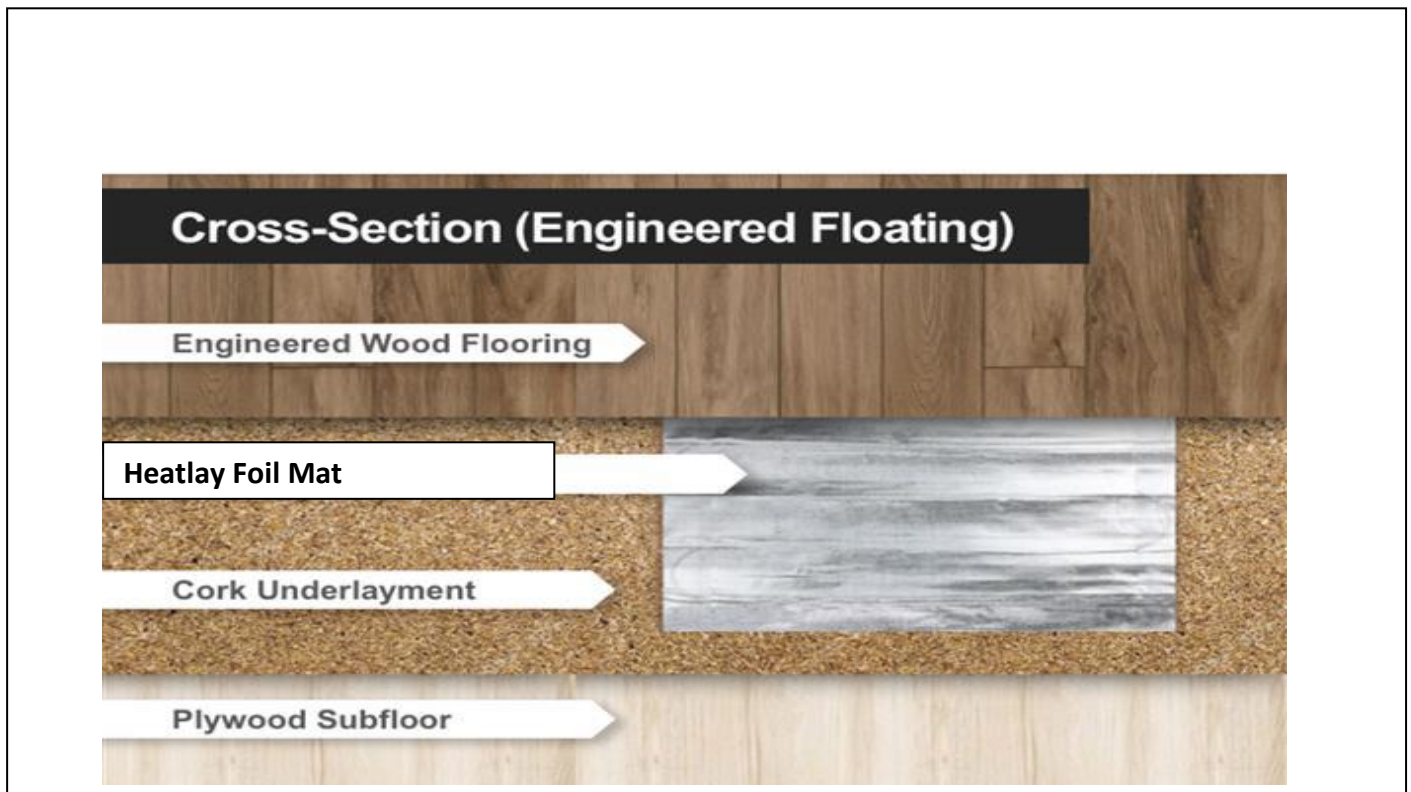 Cross-Section (Engineered Floating)
Engineered Wood Flooring
Heatlay Foil Mat
Cork Underlayment
Plywood Subfloor